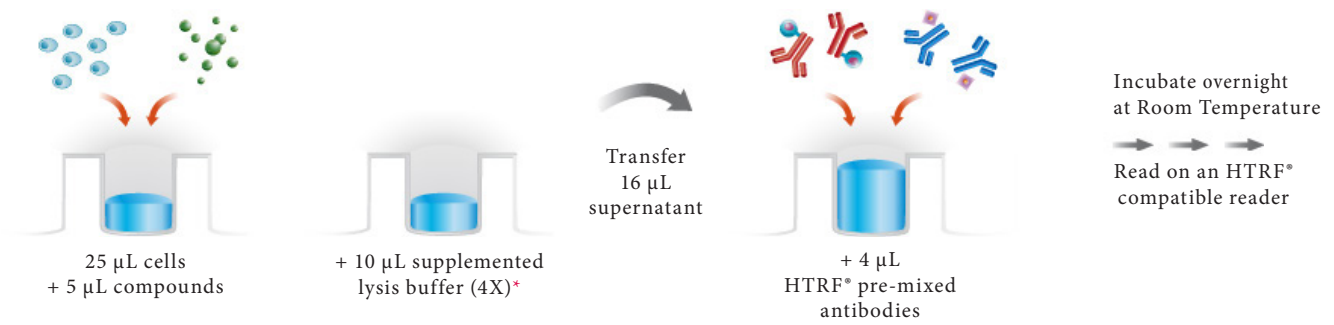 25 µL cells
+ 5 µL compounds
+ 10 µL supplemented
lysis buffer (4X)*
Transfer
16 µL
supernatant
+ 4 µL
HTRF® pre-mixed
antibodies
Incubate overnight
at Room Temperature
Read on an HTRF®
compatible reader